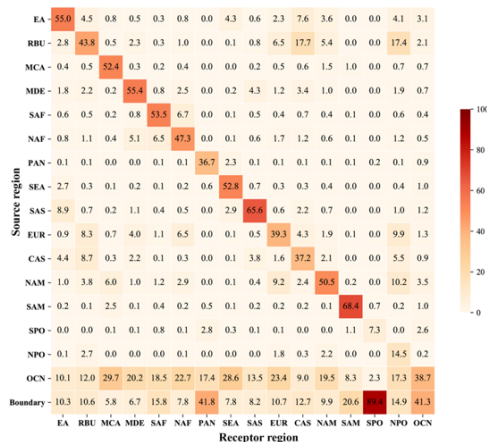 EA 55.0 4.5 0.8 0.5 0.3 0.8 0.0 4.3 0.6 2.3 7.6 3.6 0.0 0.0 4.1 3.1
RBU 2.8 43.8 0.2 2.3 0.3 1.0 0.0 0.8 0.1 6.5 17.7 5.4 0.0 0.0 17.4 2.1
MCA 0.4 0.5 52.4 0.3 0.2 0.4 0.0 0.0 0.2 0.5 0.6 1.5 1.0 0.0 0.7 0.7
MDE 1.8 2.2 0.2 55.4 0.8 2.5 0.0 0.2 4.3 1.2 3.4 1.0 0.0 0.0 1.9 0.7
SAF 0.6 0.5 0.2 0.8 53.5 6.7 0.0 0.1 0.5 0.4 0.7 0.4 0.1 0.0 0.6 0.4
NAF 0.8 1.1 0.4 5.1 6.5 47.3 0.0 0.1 0.6 1.7 1.2 0.6 0.1 0.0 1.2 0.5
PAN 0.1 0.1 0.0 0.0 0.1 0.1 36.7 2.3 0.1 0.1 0.1 0.1 0.1 0.2 0.1 0.9
SEA 2.7 0.3 0.1 0.2 0.1 0.2 0.6 52.8 0.7 0.3 0.3 0.4 0.0 0.0 0.4 1.0
SAS 8.9 0.7 0.2 1.1 0.4 0.5 0.0 2.9 65.6 0.6 2.2 0.7 0.0 0.0 1.0 1.2
EUR 0.9 8.3 0.7 4.0 1.1 6.5 0.0 0.1 0.2 39.3 4.3 1.9 0.1 0.0 9.9 1.3
CAS 4.4 8.7 0.3 2.2 0.1 0.3 0.0 0.1 3.8 1.6 37.2 2.1 0.0 0.0 5.5 0.9
NAM 1.0 3.8 6.0 1.0 1.2 2.9 0.0 0.1 0.4 9.2 2.4 50.5 0.2 0.0 10.2 3.5
SAM 0.2 0.1 2.5 0.1 0.4 0.2 0.5 0.1 0.2 0.2 0.1 0.2 68.4 0.7 0.2 1.0
SPO 0.0 0.0 0.1 0.1 0.8 0.1 2.8 0.3 0.1 0.1 0.0 0.0 1.1 7.3 0.0 2.6
NPO 0.1 2.7 0.0 0.1 0.0 0.0 0.0 0.0 0.0 1.8 0.3 2.2 0.0 0.0 14.5 0.2
OCN 10.1 12.0 29.7 20.2 18.5 22.7 17.4 28.6 13.5 23.4 9.0 19.5 8.3 2.3 17.3 38.7
Boundary 10.3 10.6 5.8 6.7 15.8 7.8 41.8 7.8 8.2 10.7 12.7 9.9 20.6 89.4 14.9 41.3
EA RBU MCA MDE SAF NAF PAN SEA SAS EUR CAS NAM SAM SPO NPO OCN
Receptor region
Source region
100
80
60
40
20
0